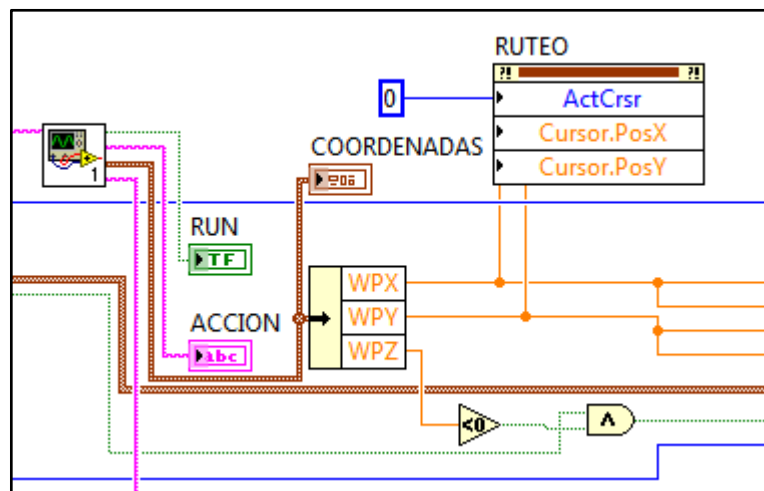 RUTEO
?! ?!
0
ActCrsr
Cursor.PosX
Cursor.PosY
COORDENADAS
1
RUN
TF
WPX
WPY
WPZ
ACCION
abc
<0
∧